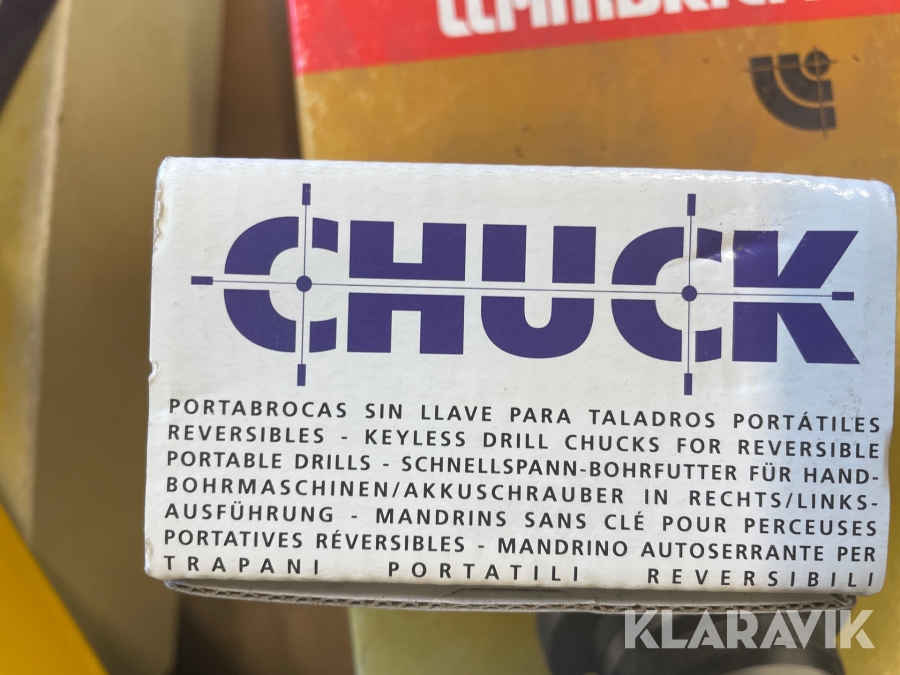 CHUCK
PORTABROCAS SIN LLAVE PARA TALADROS PORTÁTILES
REVERSIBLES - KEYLESS DRILL CHUCKS FOR REVERSIBLE
PORTABLE DRILLS - SCHNELLSPANN-BOHRFUTTER FÜR HAND-
BOHRMASCHINEN/AKKUSCHRAUBER IN RECHTS/LINKS-
AUSFÜHRUNG - MANDRINS SANS CLÉ POUR PERCEUSES
PORTATIVES RÉVERSIBLES - MANDRINO AUTOSERRANTE PER
TRAPANI PORTATILI REVERSIBILI
KLARAVIK